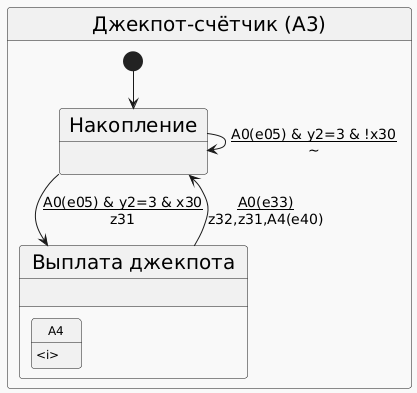 Джекпот-счётчик (A3)
Накопление
A0(e05) & y2=3 & !x30
~
A0(e05) & y2=3 & x30
z31
A0(e33)
z32,z31,A4(e40)
Выплата джекпота
A4
<i>